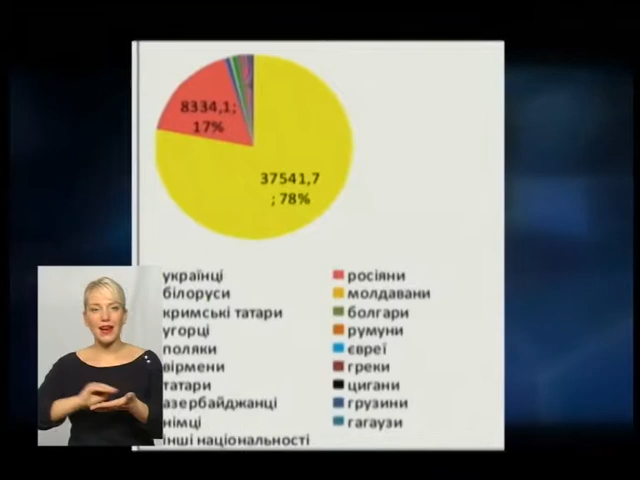 8334,1;
17%
37541,7
; 78%
українці
білоруси
кримські татари
угорці
поляки
вірмени
татари
азербайджанці
німці
інші національності
росіяни
молдавани
болгари
румуни
євреї
греки
цигани
грузини
гагаузи